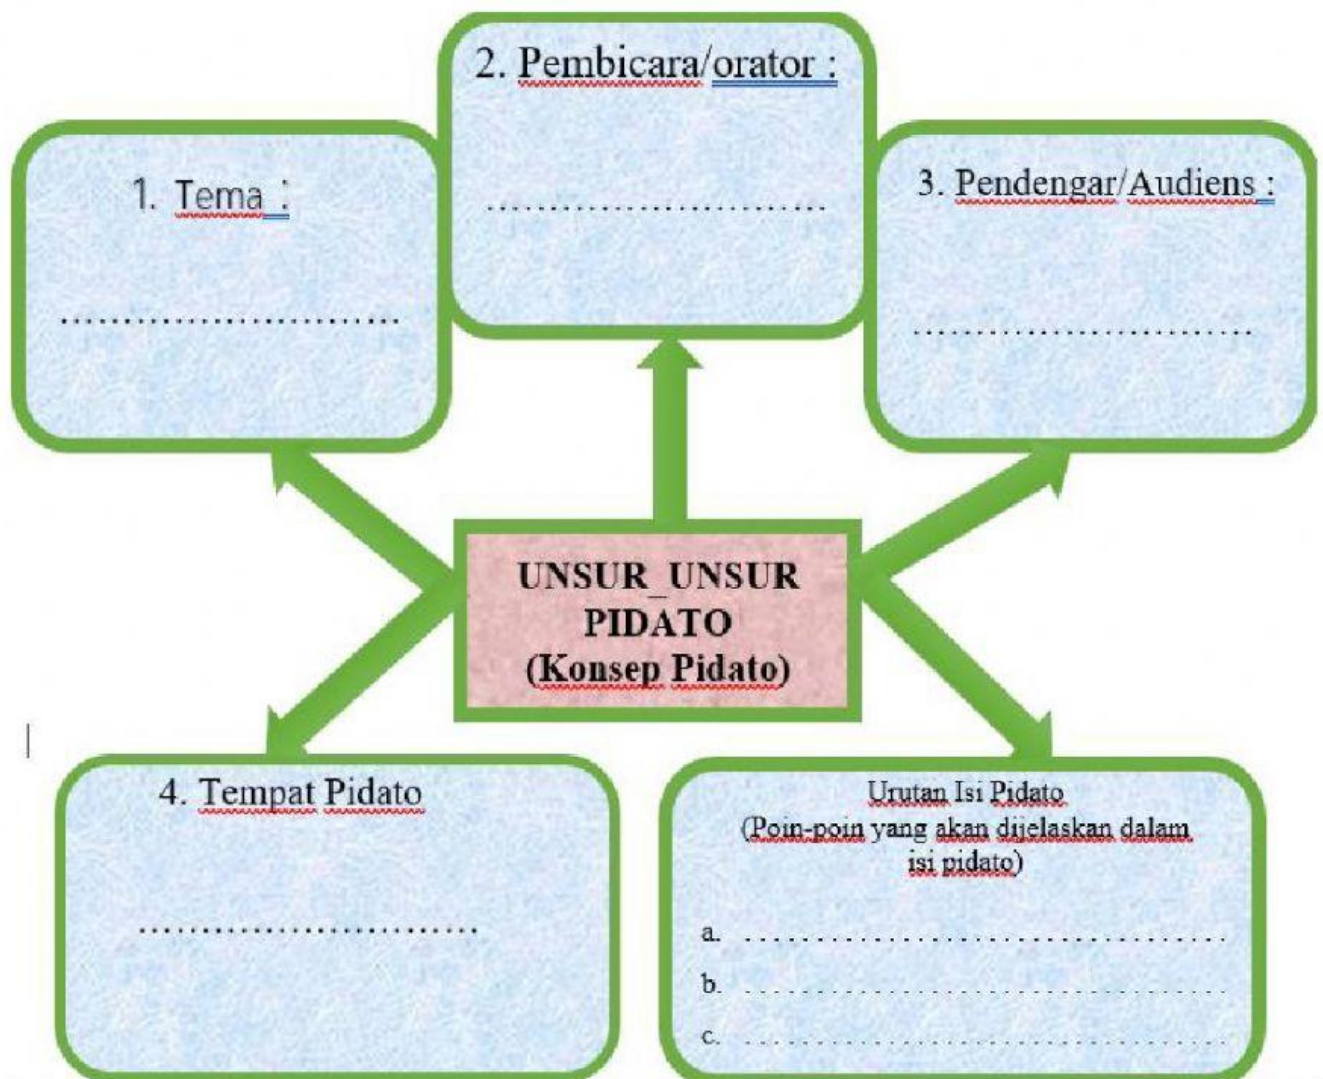 1. Tema :
...........................
2. Pembicara/orator :
...........................
3. Pendengar/Audiens :
...........................
UNSUR_UNSUR
PIDATO
(Konsep Pidato)
4. Tempat Pidato
...........................
Urutan Isi Pidato
(Poin-poin yang akan dijelaskan dalam
isi pidato)
a. ........................................
b. ........................................
c. ........................................